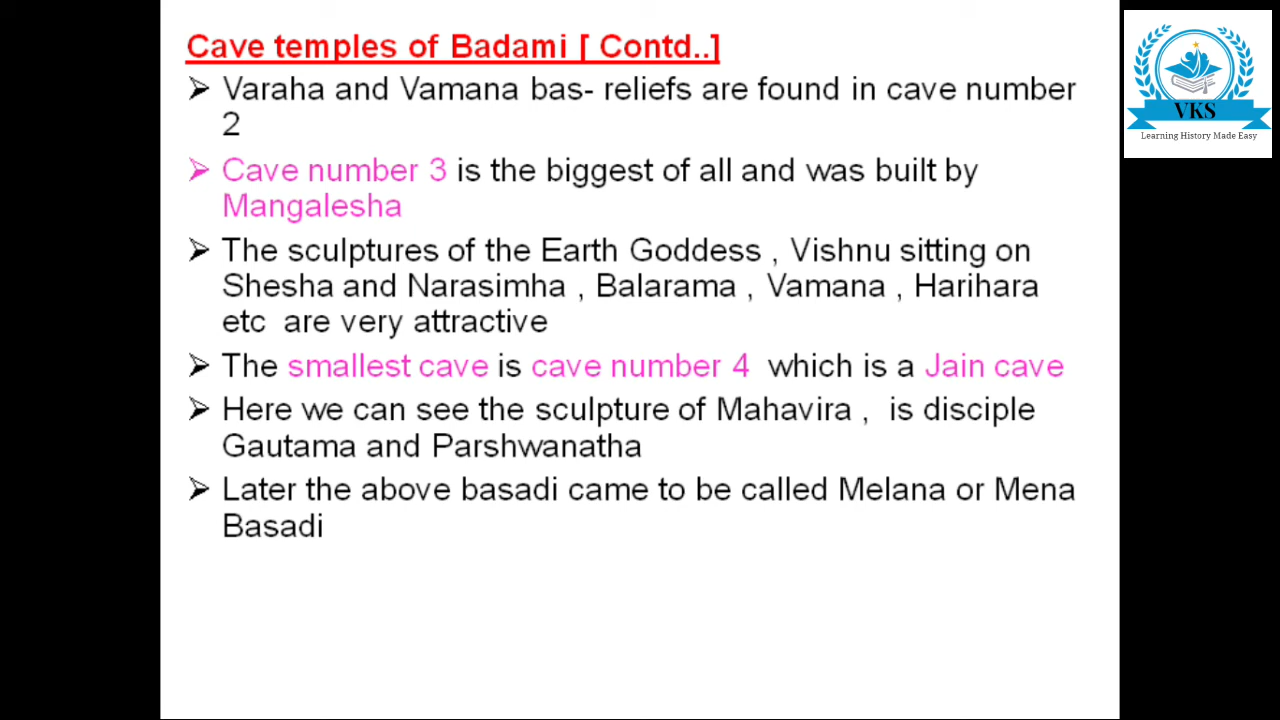 Cave temples of Badami [ Contd..]
➢ Varaha and Vamana bas- reliefs are found in cave number
2
➢ Cave number 3 is the biggest of all and was built by
Mangalesha
➢ The sculptures of the Earth Goddess , Vishnu sitting on
Shesha and Narasimha , Balarama , Vamana , Harihara
etc are very attractive
➢ The smallest cave is cave number 4 which is a Jain cave
➢ Here we can see the sculpture of Mahavira , is disciple
Gautama and Parshwanatha
➢ Later the above basadi came to be called Melana or Mena
Basadi
VKS
Learning History Made Easy